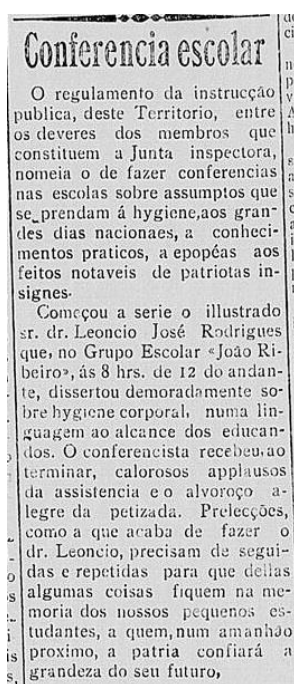 Conferencia escolar
O regulamento da instrucção
publica, deste Territorio, entre
os deveres dos membros que
constituem a Junta inspectora,
nomeia o de fazer conferencias
nas escolas sobre assumptos que
se prendam á hygiene,aos gran-
des dias nacionaes, a conheci-
mentos praticos, a epopéas aos
feitos notaveis de patriotas in-
signes.
Começou a serie o illustrado
sr. dr. Leoncio José Rodrigues
que, no Grupo Escolar «João Ri-
beiro», ás 8 hrs. de 12 do andan-
te, dissertou demoradamente so-
bre hygiene corporal, numa lin-
guagem ao alcance dos educan-
dos. O conferencista recebeu,ao
terminar, calorosos applausos
da assistencia e o alvoroço a-
legre da petizada. Prelecções,
como a que acaba de fazer o
dr. Leoncio, precisam de segui-
das e repetidas para que dellas
algumas coisas fiquem na me-
moria dos nossos pequenos es-
tudantes, a quem,num amanhão
proximo, a patria confiará a
grandeza do seu futuro,